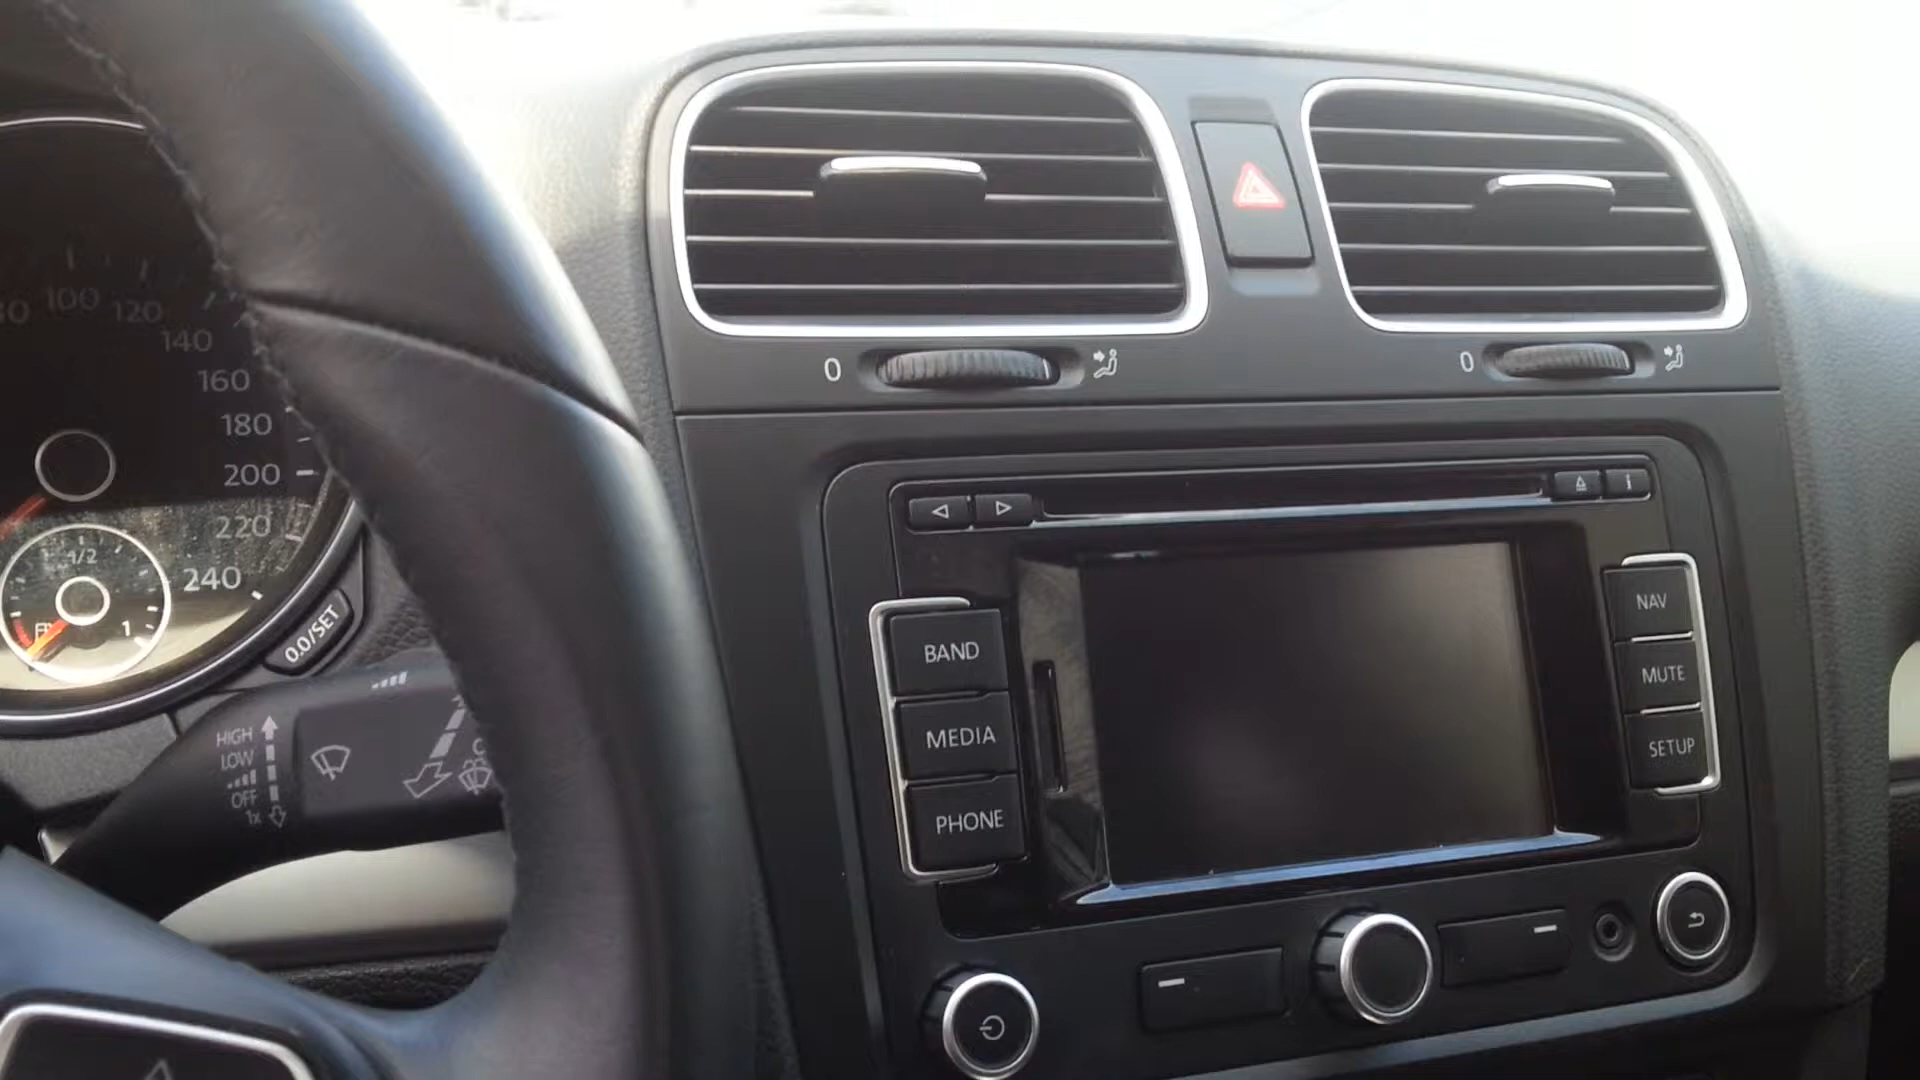 80
100
120
140
160
180
200
220
240
1/2
1
0.0/SET
HIGH
LOW
OFF
1x
0
0
i
BAND
MEDIA
PHONE
NAV
MUTE
SETUP